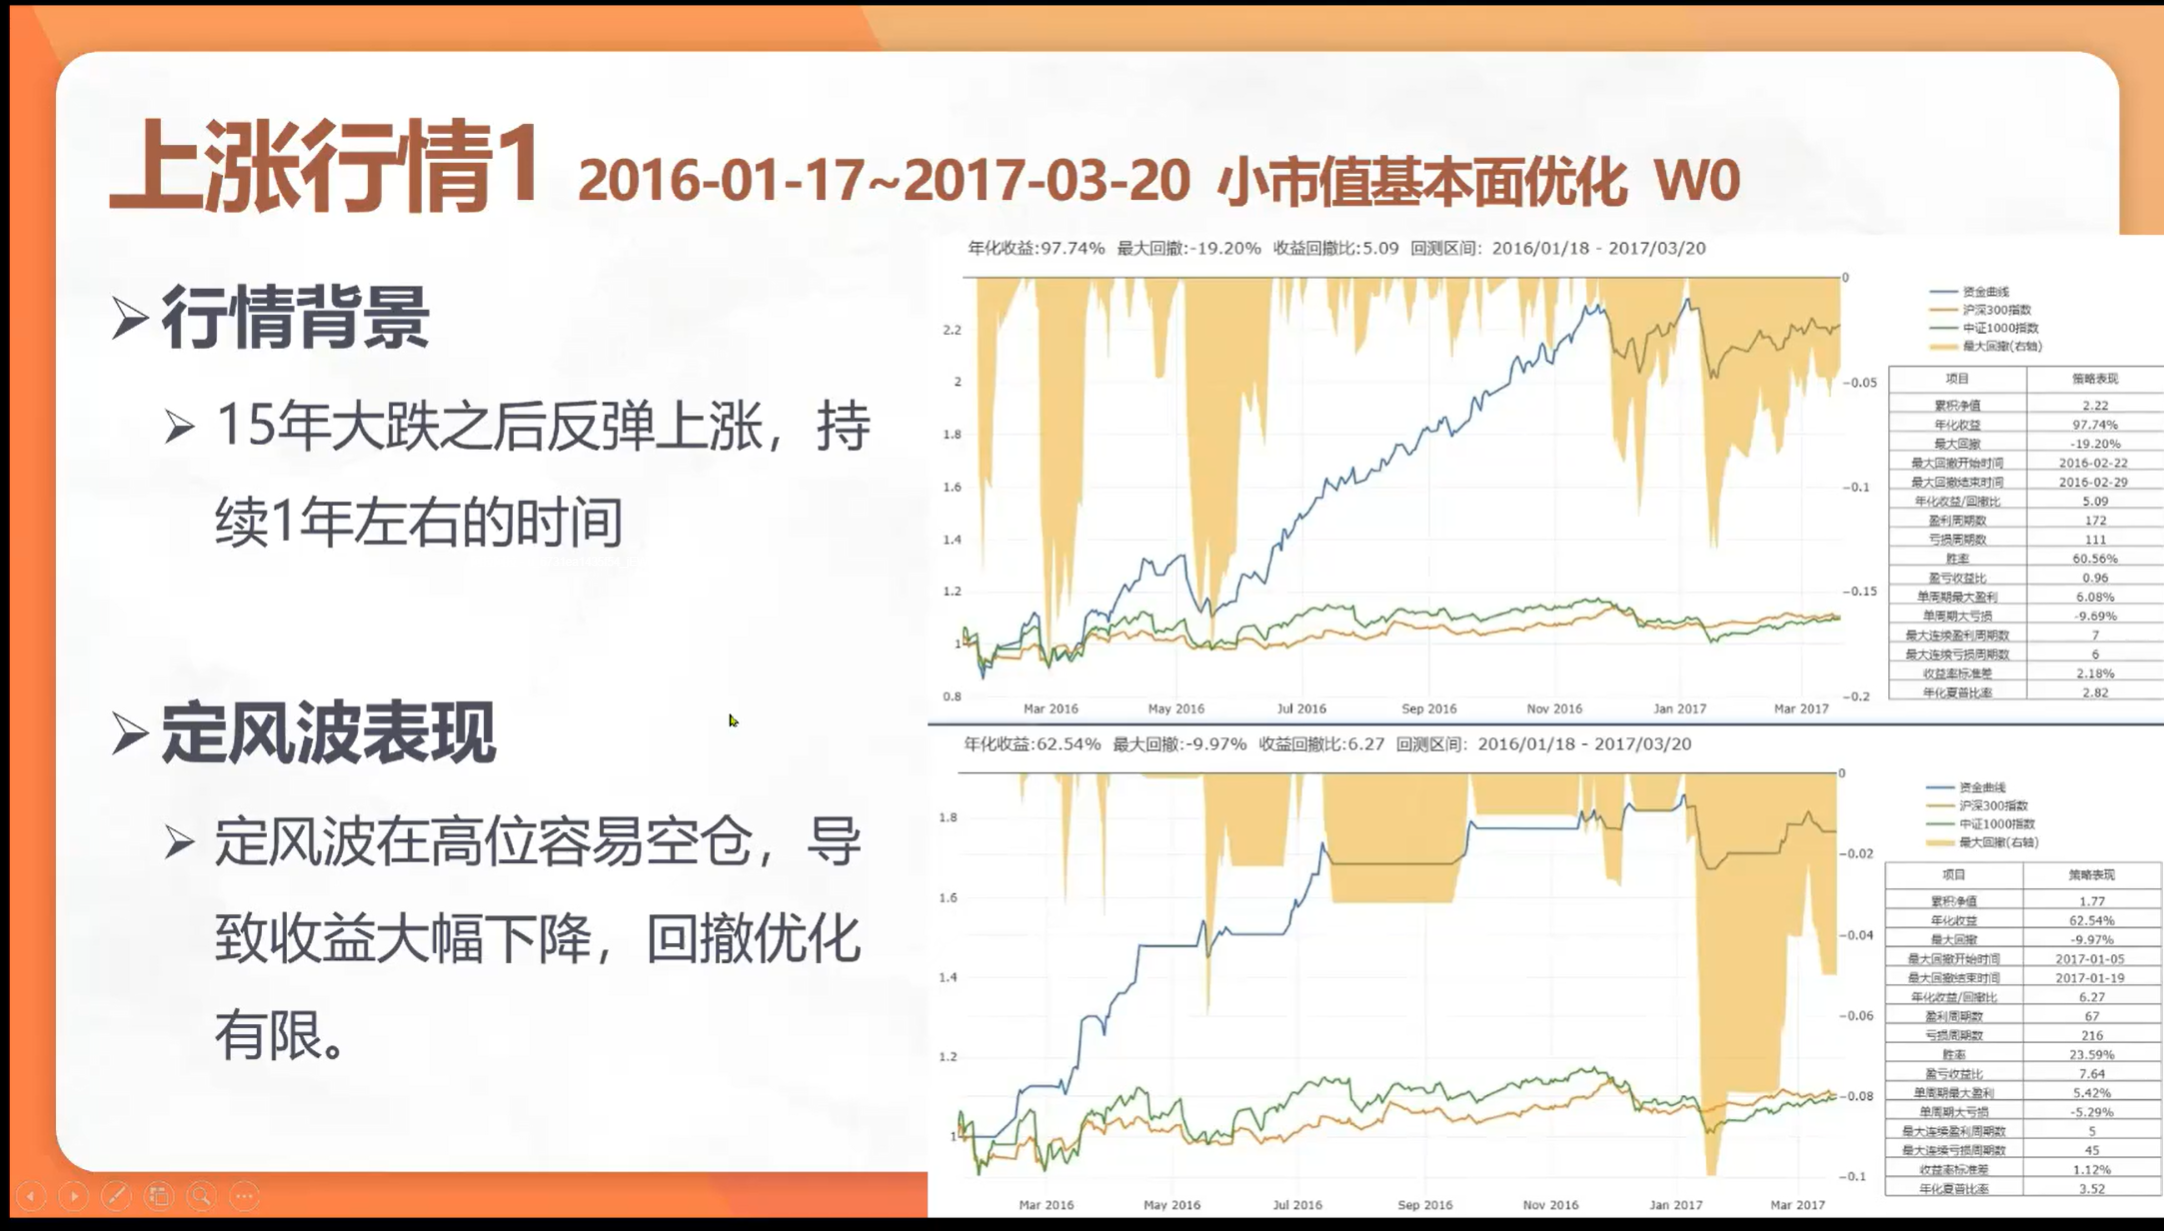 上涨行情1 2016-01-17~2017-03-20 小市值基本面优化 W0
行情背景
15年大跌之后反弹上涨，持
续1年左右的时间
定风波表现
定风波在高位容易空仓，导
致收益大幅下降，回撤优化
有限。
年化收益:97.74% 最大回撤:-19.20% 收益回撤比:5.09 回测区间: 2016/01/18 - 2017/03/20
2.2
2
1.8
1.6
1.4
1.2
1
0.8
0
−0.05
−0.1
−0.15
−0.2
Mar 2016 May 2016 Jul 2016 Sep 2016 Nov 2016 Jan 2017 Mar 2017
资金曲线
沪深300指数
中证1000指数
最大回撤(右轴)
项目 策略表现
累积净值 2.22
年化收益 97.74%
最大回撤 -19.20%
最大回撤开始时间 2016-02-22
最大回撤结束时间 2016-02-29
年化收益/回撤比 5.09
盈利周期数 172
亏损周期数 111
胜率 60.56%
盈亏收益比 0.96
单周期最大盈利 6.08%
单周期大亏损 -9.69%
最大连续盈利周期数 7
最大连续亏损周期数 6
收益率标准差 2.18%
年化夏普比率 2.82
年化收益:62.54% 最大回撤:-9.97% 收益回撤比:6.27 回测区间: 2016/01/18 - 2017/03/20
1.8
1.6
1.4
1.2
1
0
−0.02
−0.04
−0.06
−0.08
−0.1
Mar 2016 May 2016 Jul 2016 Sep 2016 Nov 2016 Jan 2017 Mar 2017
资金曲线
沪深300指数
中证1000指数
最大回撤(右轴)
项目 策略表现
累积净值 1.77
年化收益 62.54%
最大回撤 -9.97%
最大回撤开始时间 2017-01-05
最大回撤结束时间 2017-01-19
年化收益/回撤比 6.27
盈利周期数 67
亏损周期数 216
胜率 23.59%
盈亏收益比 7.64
单周期最大盈利 5.42%
单周期大亏损 -5.29%
最大连续盈利周期数 5
最大连续亏损周期数 45
收益率标准差 1.12%
年化夏普比率 3.52